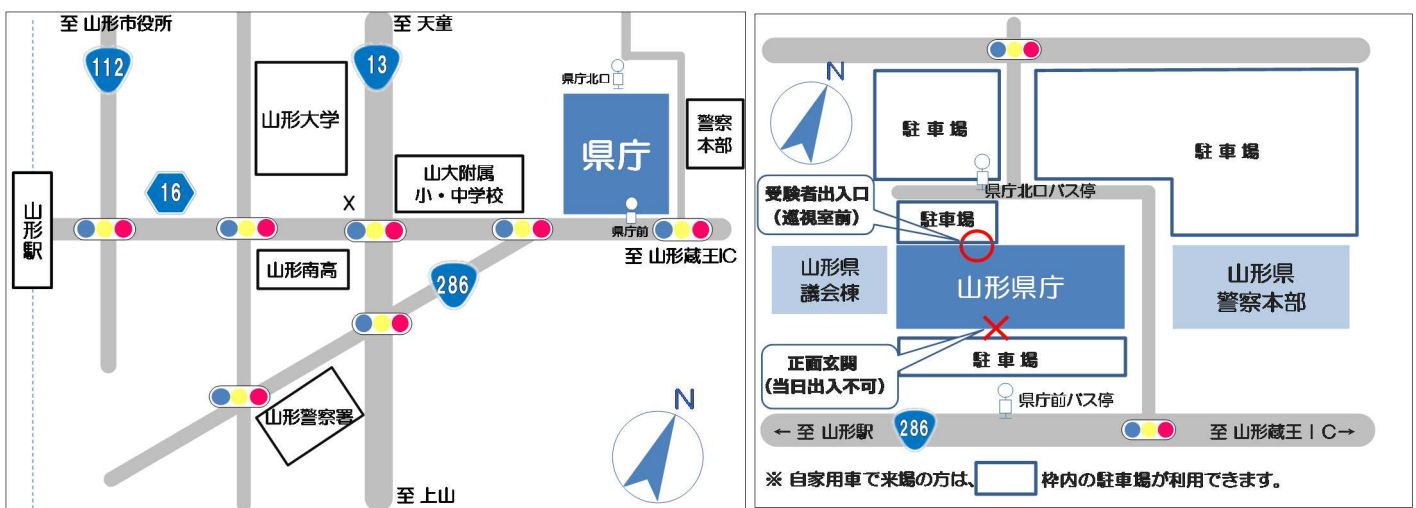 至 山形市役所
至 天童
112
13
県庁北口
山形大学
県庁
警察
本部
山大附属
小・中学校
16
X
山形駅
県庁前
至 山形蔵王IC
山形南高
286
山形警察署
N
至 上山
N
駐 車 場
駐 車 場
受験者出入口
(巡視室前)
県庁北口バス停
駐車場
山形県
議会棟
山形県庁
山形県
警察本部
正面玄関
(当日出入不可)
駐 車 場
県庁前バス停
← 至 山形駅
286
至 山形蔵王IC→
※ 自家用車で来場の方は、 枠内の駐車場が利用できます。